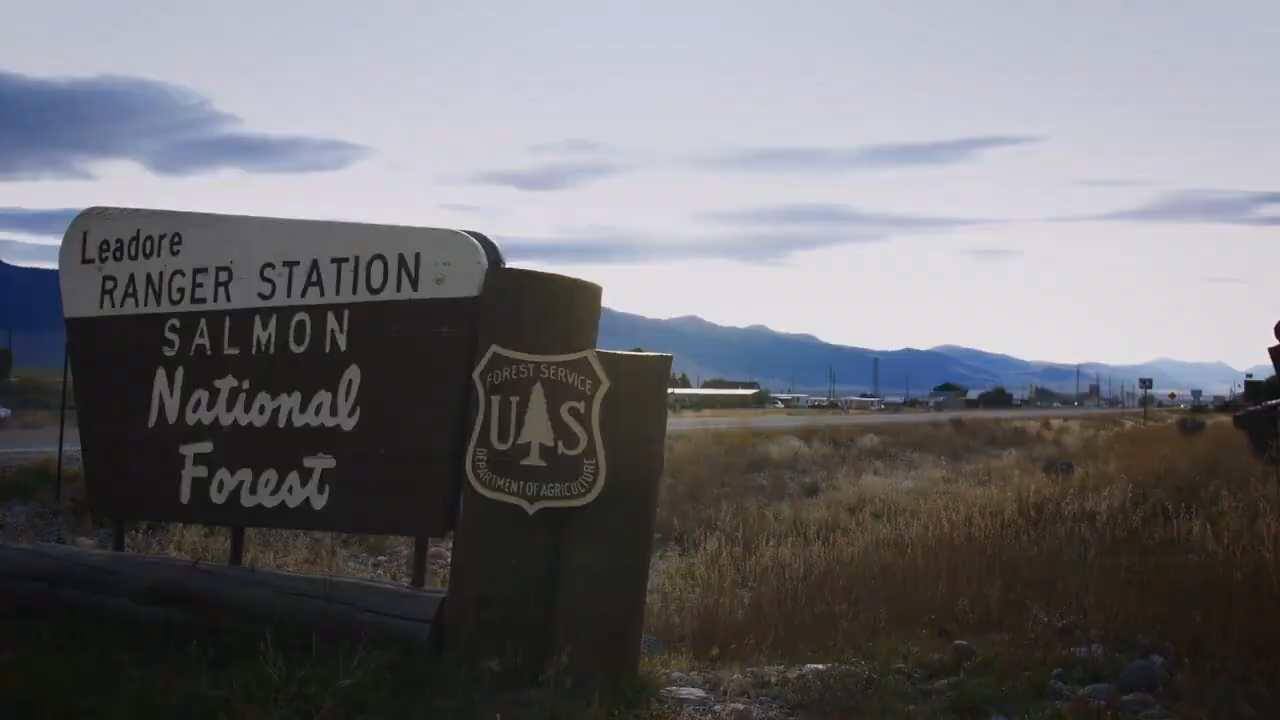 Leadore
RANGER STATION
SALMON
National
Forest
FOREST SERVICE
U S
DEPARTMENT OF AGRICULTURE